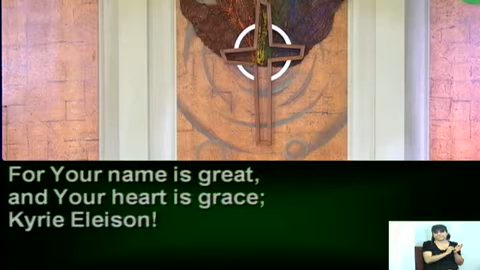 For Your name is great,
and Your heart is grace;
Kyrie Eleison!